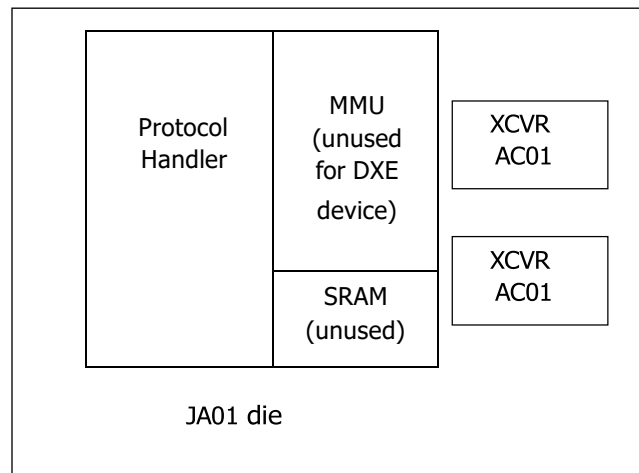 Protocol
Handler
MMU
(unused
for DXE
device)
SRAM
(unused)
XCVR
AC01
XCVR
AC01
JA01 die